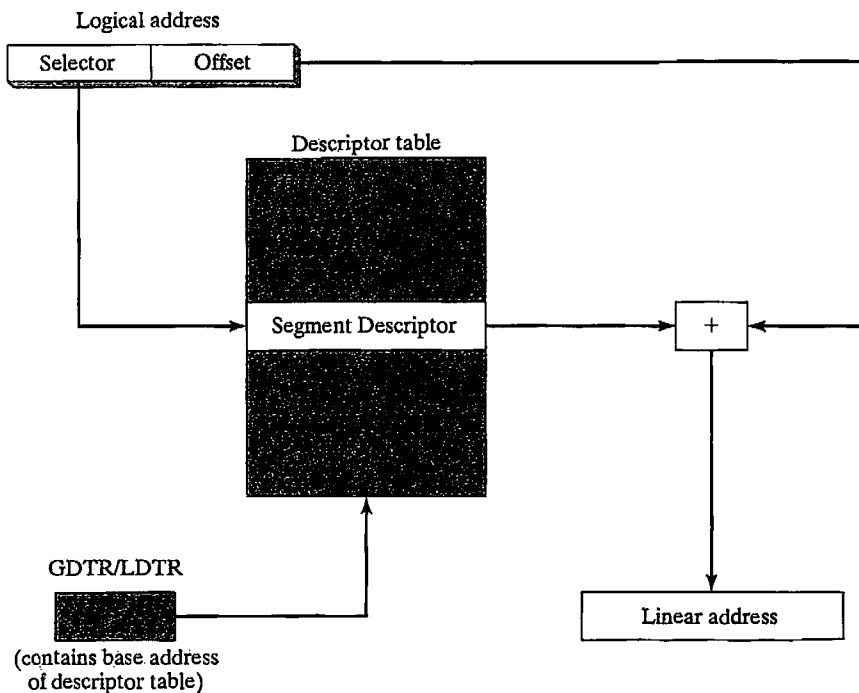 Logical address
Selector Offset
Descriptor table
Segment Descriptor
+
GDTR/LDTR
Linear address
(contains base address
of descriptor table)